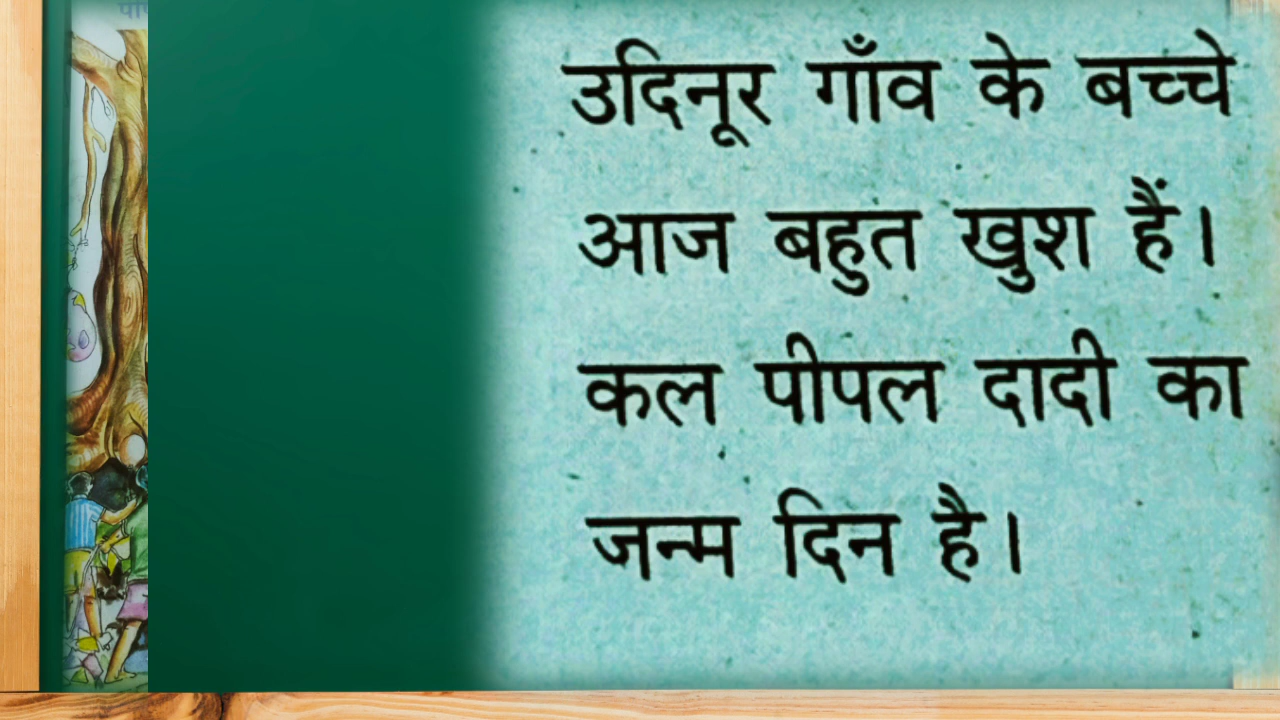 उदिनूर गाँव के बच्चे
आज बहुत खुश हैं।
कल पीपल दादी का
जन्म दिन है।